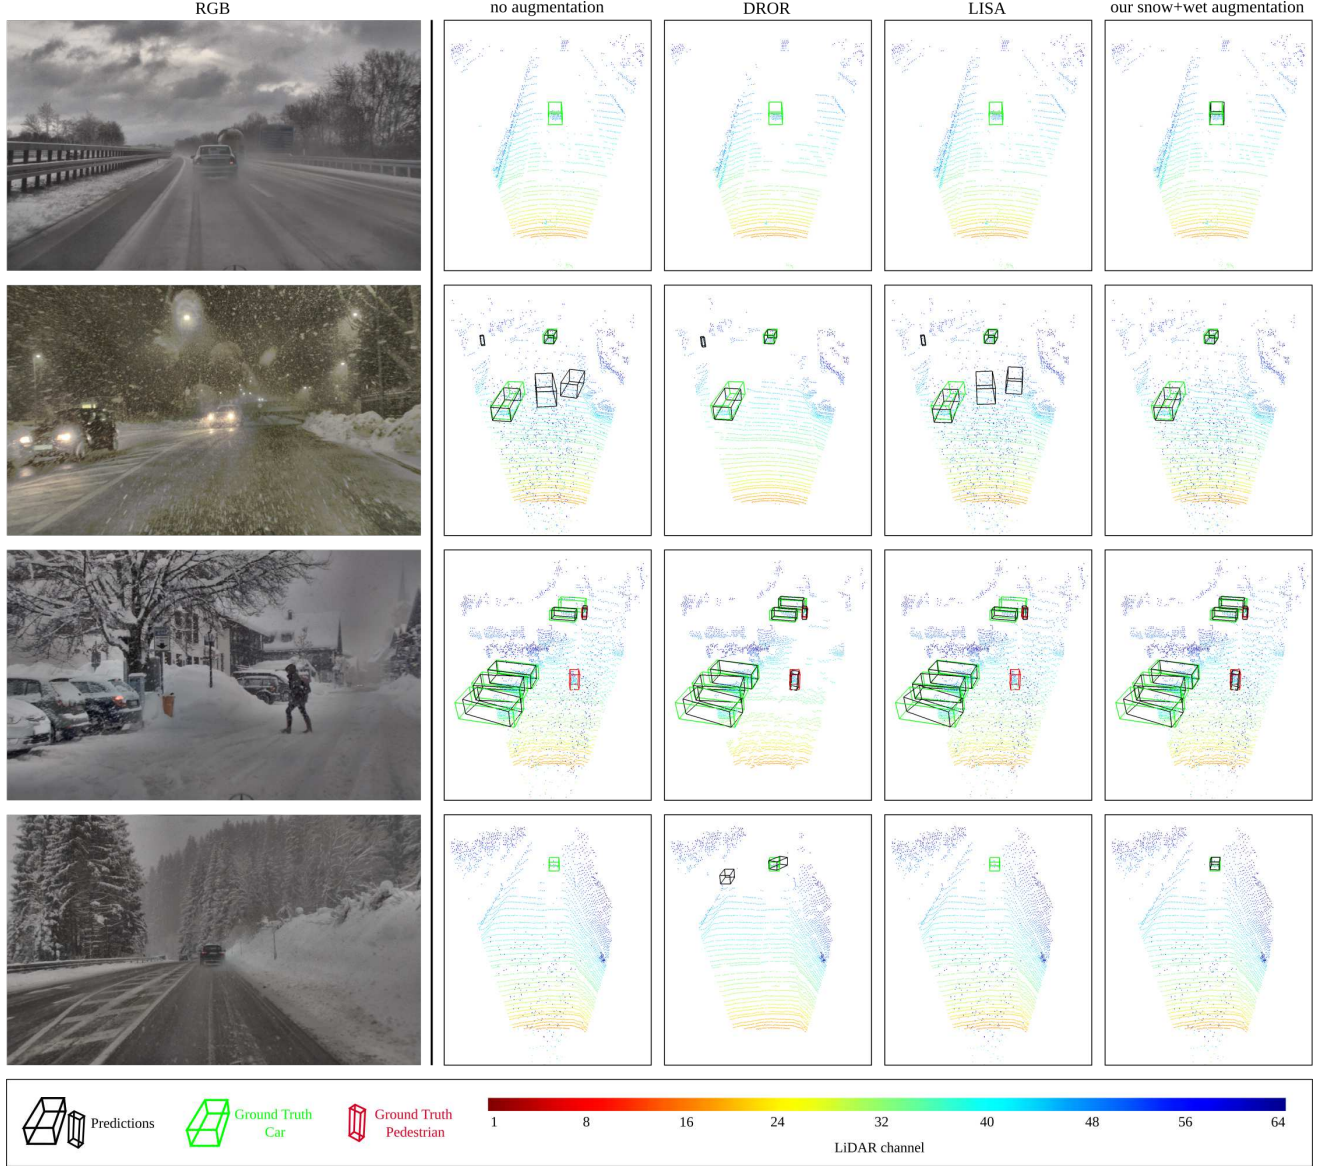 RGB
no augmentation
DROR
LISA
our snow+wet augmentation
Predictions
Ground Truth
Car
Ground Truth
Pedestrian
1 8 16 24 32 40 48 56 64
LiDAR channel